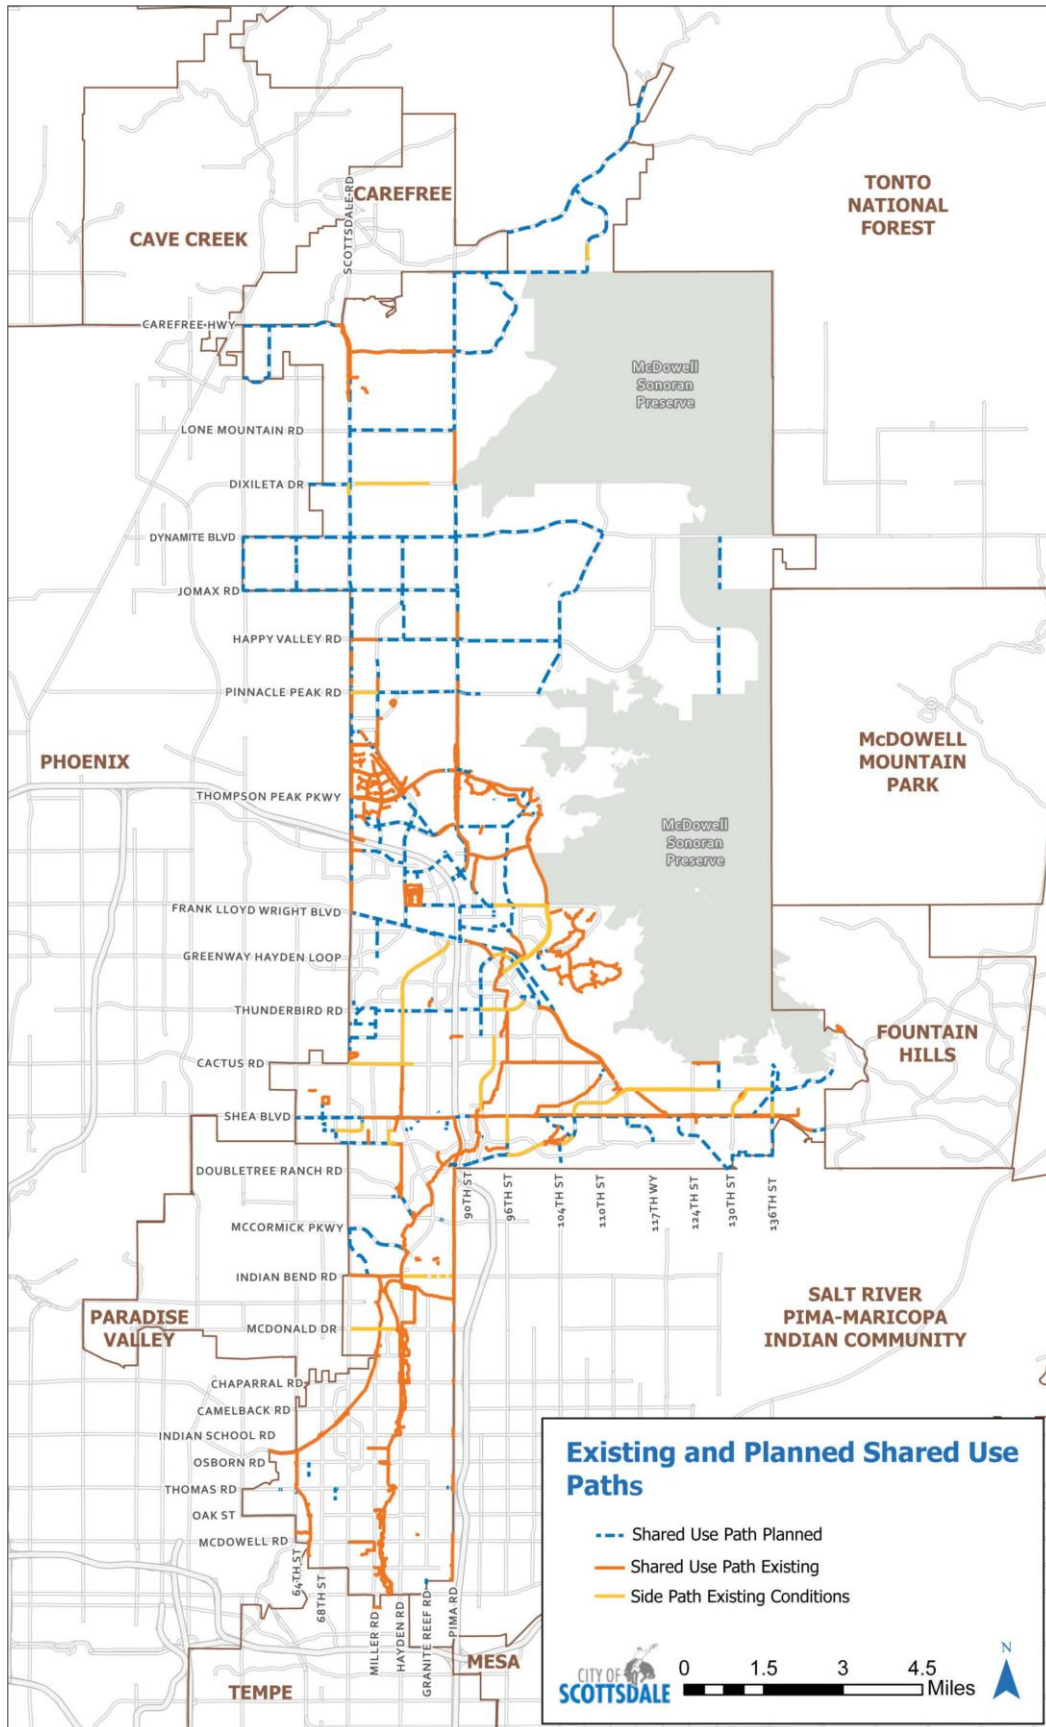 CAREFREE
CAVE CREEK
SCOTTSDALE RD
TONTO
NATIONAL
FOREST
CAREFREE HWY
McDowell
Sonoran
Preserve
LONE MOUNTAIN RD
DIXILETA DR
DYNAMITE BLVD
JOMAX RD
HAPPY VALLEY RD
PINNACLE PEAK RD
PHOENIX
McDOWELL
MOUNTAIN
PARK
THOMPSON PEAK PKWY
McDowell
Sonoran
Preserve
FRANK LLOYD WRIGHT BLVD
GREENWAY HAYDEN LOOP
THUNDERBIRD RD
FOUNTAIN
HILLS
CACTUS RD
SHEA BLVD
DOUBLETREE RANCH RD
90TH ST
96TH ST
104TH ST
110TH ST
117TH WY
124TH ST
130TH ST
136TH ST
MCCORMICK PKWY
INDIAN BEND RD
PARADISE
VALLEY
SALT RIVER
PIMA-MARICOPA
INDIAN COMMUNITY
MCDONALD DR
CHAPARRAL RD
CAMELBACK RD
INDIAN SCHOOL RD
OSBORN RD
THOMAS RD
OAK ST
MCDOWELL RD
64TH ST
68TH ST
MILLER RD
HAYDEN RD
GRANITE REEF RD
PIMA RD
MESA
TEMPE
Existing and Planned Shared Use
Paths
Shared Use Path Planned
Shared Use Path Existing
Side Path Existing Conditions
CITY OF
SCOTTSDALE
0 1.5 3 4.5
Miles
N